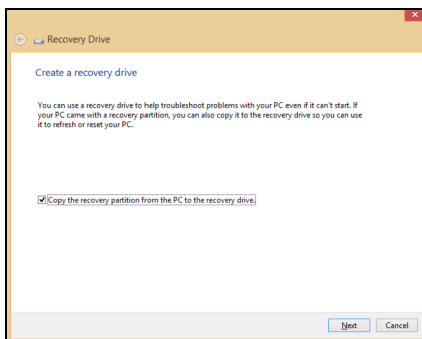 Recovery Drive
Create a recovery drive
You can use a recovery drive to help troubleshoot problems with your PC even if it can't start. If
your PC came with a recovery partition, you can also copy it to the recovery drive so you can use
it to refresh or reset your PC.
Copy the recovery partition from the PC to the recovery drive.
Next Cancel